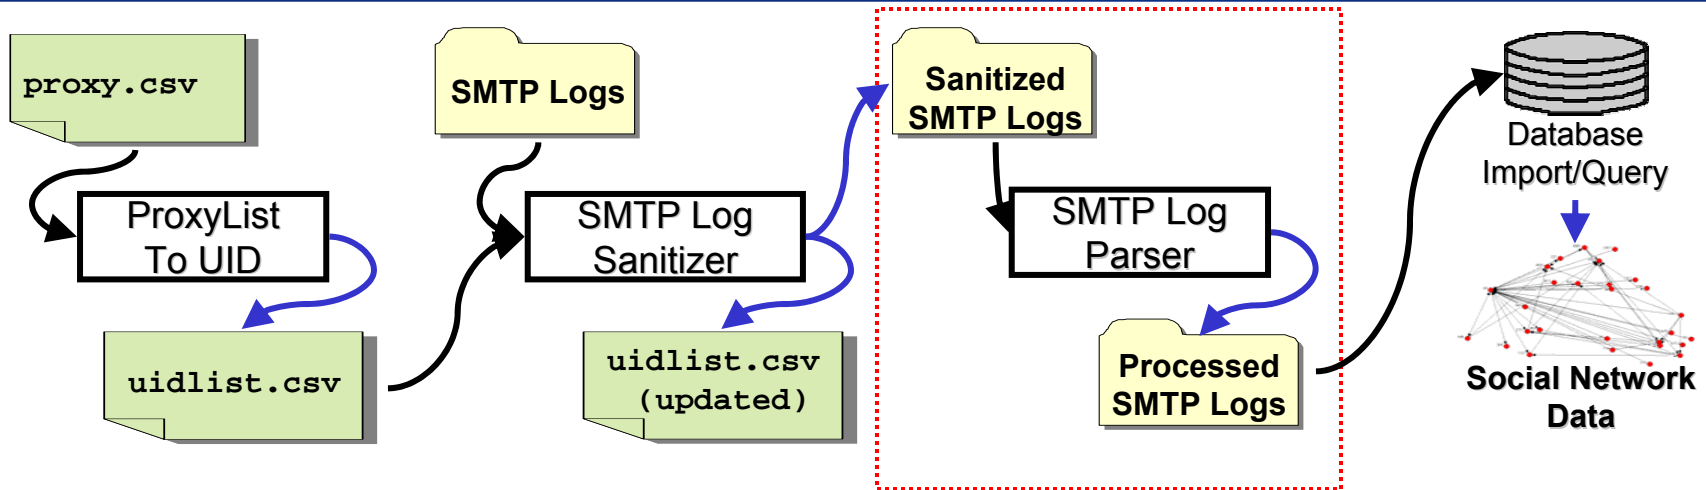 proxy.csv
ProxyList
To UID
uidlist.csv
SMTP Logs
SMTP Log
Sanitizer
uidlist.csv
(updated)
Sanitized
SMTP Logs
SMTP Log
Parser
Processed
SMTP Logs
Database
Import/Query
Social Network
Data